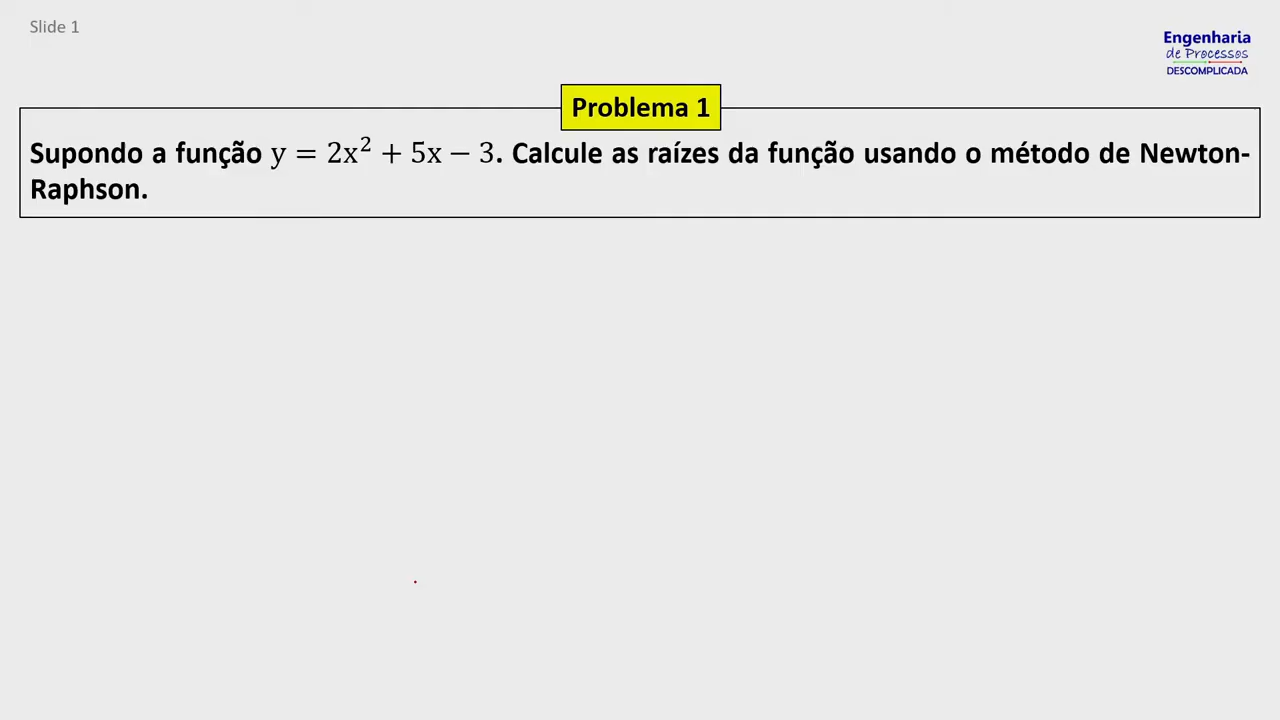 Slide 1
Engenharia
de Processos
DESCOMPLICADA
Problema 1
Supondo a função y = 2x² + 5x − 3. Calcule as raízes da função usando o método de Newton-
Raphson.